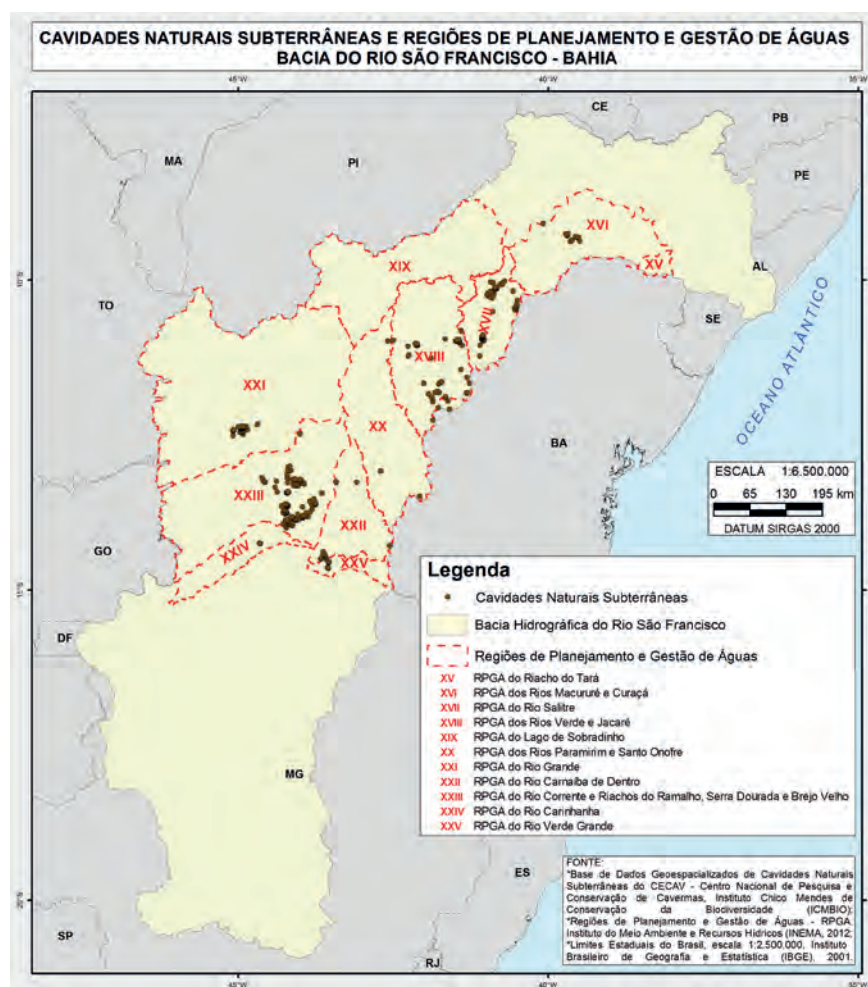 CAVIDADES NATURAIS SUBTERRÂNEAS E REGIÕES DE PLANEJAMENTO E GESTÃO DE ÁGUAS
BACIA DO RIO SÃO FRANCISCO - BAHIA
45°W
40°W
35°W
CE
PB
MA
PI
PE
XVI
XIX
XV
AL
10°S
10°S
TO
SE
XVII
XVIII
XXI
OCEANO ATLÂNTICO
XX
BA
ESCALA 1:6.500.000
0 65 130 195 km
DATUM SIRGAS 2000
XXIII
XXII
GO
XXIV
XXV
15°S
15°S
DF
MG
ES
SP
RJ
20°S
20°S
Legenda
Cavidades Naturais Subterrâneas
Bacia Hidrográfica do Rio São Francisco
Regiões de Planejamento e Gestão de Águas
XV RPGA do Riacho do Tará
XVI RPGA dos Rios Macururé e Curaçá
XVII RPGA do Rio Salitre
XVIII RPGA dos Rios Verde e Jacaré
XIX RPGA do Lago de Sobradinho
XX RPGA dos Rios Paramirim e Santo Onofre
XXI RPGA do Rio Grande
XXII RPGA do Rio Carnaíba de Dentro
XXIII RPGA do Rio Corrente e Riachos do Ramalho, Serra Dourada e Brejo Velho
XXIV RPGA do Rio Carinhanha
XXV RPGA do Rio Verde Grande
FONTE:
*Base de Dados Geoespacializados de Cavidades Naturais
Subterrâneas do CECAV - Centro Nacional de Pesquisa e
Conservação de Cavernas, Instituto Chico Mendes de
Conservação da Biodiversidade (ICMBIO);
*Regiões de Planejamento e Gestão de Águas - RPGA.
Instituto do Meio Ambiente e Recursos Hídricos (INEMA, 2012;
*Limites Estaduais do Brasil, escala 1:2.500.000, Instituto
Brasileiro de Geografia e Estatística (IBGE). 2001.
45°W
40°W
35°W